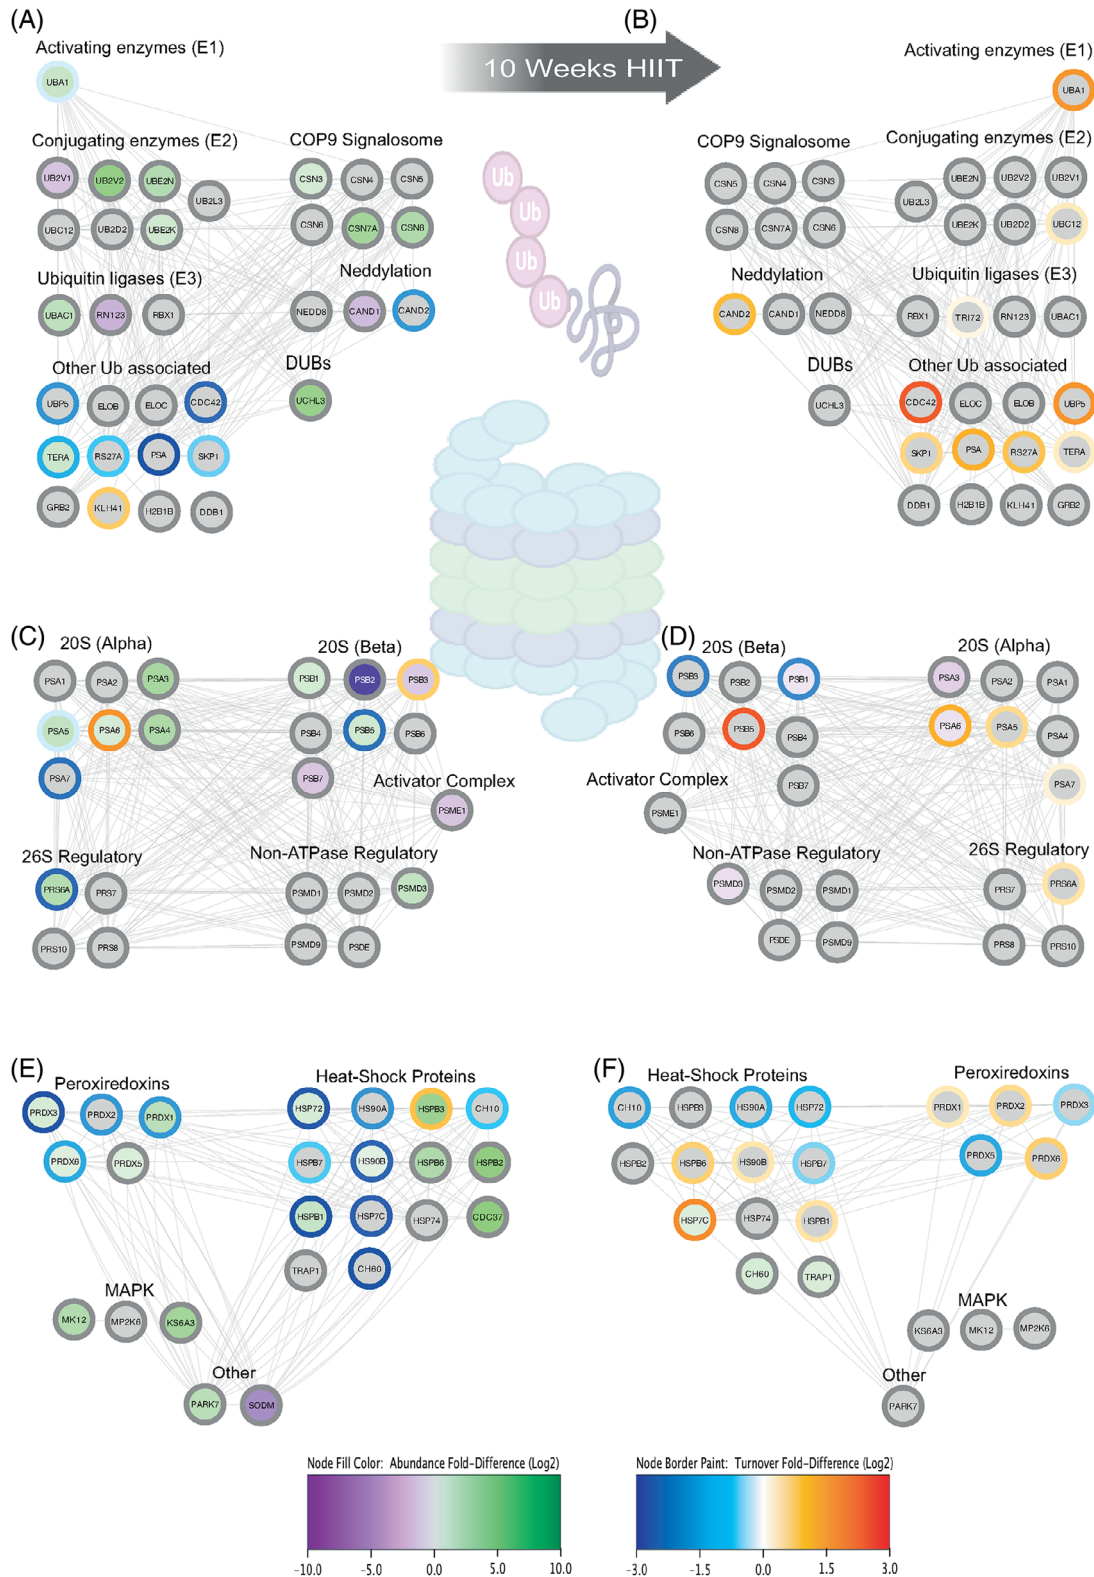 (A)
(B)
Activating enzymes (E1)
UBA1
10 Weeks HIIT
Activating enzymes (E1)
UBA1
Conjugating enzymes (E2)
UB2V1 UB2V2 UBE2N UB2L3
UBC12 UB2D2 UBE2K
COP9 Signalosome
CSN3 CSN4 CSN5
CSN6 CSN7A CSN8
Ubiquitin ligases (E3)
UBAC1 RN123 RBX1
Neddylation
NEDD8 CAND1 CAND2
Other Ub associated
UBP5 ELOB ELOC CDC42
TERA RS27A PSA SKP1
GRB2 KLH41 H2B1B DDB1
DUBs
UCHL3
Ub
Ub
Ub
Ub
COP9 Signalosome
CSN5 CSN4 CSN3
CSN8 CSN7A CSN6
Conjugating enzymes (E2)
UB2L3 UBE2N UB2V2 UB2V1
UBE2K UB2D2 UBC12
Neddylation
CAND2 CAND1 NEDD8
Ubiquitin ligases (E3)
RBX1 TRI72 RN123 UBAC1
DUBs
UCHL3
Other Ub associated
CDC42 ELOC ELOB UBP5
SKP1 PSA RS27A TERA
DDB1 H2B1B KLH41 GRB2
(C)
20S (Alpha)
PSA1 PSA2 PSA3
PSA5 PSA6 PSA4
PSA7
20S (Beta)
PSB1 PSB2 PSB3
PSB4 PSB5 PSB6
PSB7
Activator Complex
PSME1
26S Regulatory
PRS6A PRS7
PRS10 PRS8
Non-ATPase Regulatory
PSMD1 PSMD2 PSMD3
PSMD9 PSDE
(D)
20S (Beta)
PSB3 PSB2 PSB1
PSB6 PSB5 PSB4
PSB7
20S (Alpha)
PSA3 PSA2 PSA1
PSA6 PSA5 PSA4
PSA7
Activator Complex
PSME1
Non-ATPase Regulatory
PSMD3 PSMD2 PSMD1
PSDE PSMD9
26S Regulatory
PRS7 PRS6A
PRS8 PRS10
(E)
Peroxiredoxins
PRDX3 PRDX2 PRDX1
PRDX6 PRDX5
Heat-Shock Proteins
HSP72 HS90A HSPB3 CH10
HSPB7 HS90B HSPB6 HSPB2
HSPB1 HSP7C HSP74 CDC37
TRAP1 CH60
MAPK
MK12 MP2K6 KS6A3
Other
PARK7 SODM
(F)
Heat-Shock Proteins
CH10 HSPB3 HS90A HSP72
HSPB2 HSPB6 HS90B HSPB7
HSP7C HSP74 HSPB1
CH60 TRAP1
Peroxiredoxins
PRDX1 PRDX2 PRDX3
PRDX5 PRDX6
MAPK
KS6A3 MK12 MP2K6
Other
PARK7
Node Fill Color: Abundance Fold-Difference (Log2)
−10.0 −5.0 0.0 5.0 10.0
Node Border Paint: Turnover Fold-Difference (Log2)
−3.0 −1.5 0.0 1.5 3.0